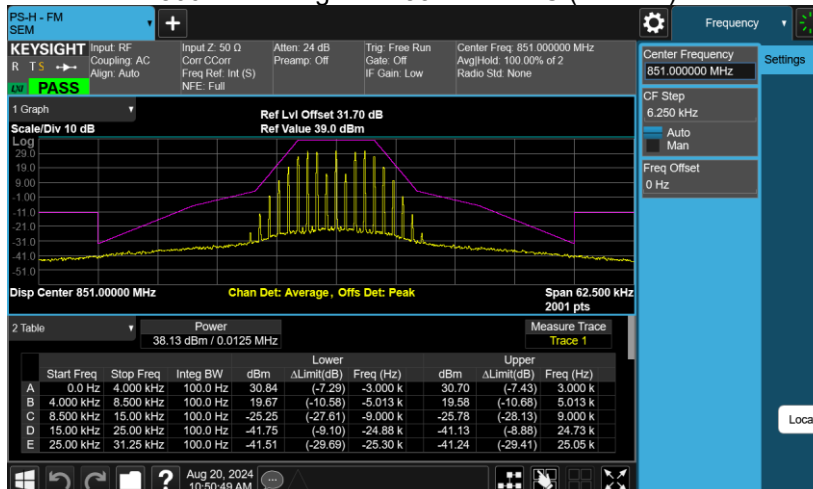 PS-H - FM
SEM
Frequency
KEYSIGHT
R T S
LXI PASS
Input: RF
Coupling: AC
Align: Auto
Input Z: 50 Ω
Corr CCorr
Freq Ref: Int (S)
NFE: Full
Atten: 24 dB
Preamp: Off
Trig: Free Run
Gate: Off
IF Gain: Low
Center Freq: 851.000000 MHz
Avg|Hold: 100.00% of 2
Radio Std: None
Center Frequency
851.000000 MHz
Settings
CF Step
6.250 kHz
Auto
Man
Freq Offset
0 Hz
1 Graph
Scale/Div 10 dB
Ref Lvl Offset 31.70 dB
Ref Value 39.0 dBm
Log
29.0
19.0
9.00
-1.00
-11.0
-21.0
-31.0
-41.0
-51.0
Disp Center 851.00000 MHz
Chan Det: Average, Offs Det: Peak
Span 62.500 kHz
2001 pts
2 Table
Power
38.13 dBm / 0.0125 MHz
Measure Trace
Trace 1
Lower Upper
Start Freq Stop Freq Integ BW dBm ΔLimit(dB) Freq (Hz) dBm ΔLimit(dB) Freq (Hz)
A 0.0 Hz 4.000 kHz 100.0 Hz 30.84 (-7.29) -3.000 k 30.70 (-7.43) 3.000 k
B 4.000 kHz 8.500 kHz 100.0 Hz 19.67 (-10.58) -5.013 k 19.58 (-10.68) 5.013 k
C 8.500 kHz 15.00 kHz 100.0 Hz -25.25 (-27.61) -9.000 k -25.78 (-28.13) 9.000 k
D 15.00 kHz 25.00 kHz 100.0 Hz -41.75 (-9.10) -24.88 k -41.13 (-8.88) 24.73 k
E 25.00 kHz 31.25 kHz 100.0 Hz -41.51 (-29.69) -25.30 k -41.24 (-29.41) 25.05 k
Loca
Aug 20, 2024
10:50:49 AM